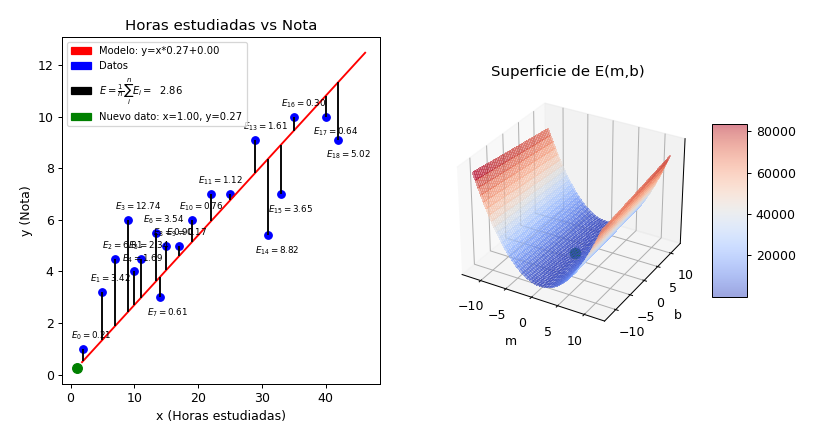 Horas estudiadas vs Nota
Modelo: y=x*0.27+0.00
Datos
E = 1/n ∑ E_i = 2.86
Nuevo dato: x=1.00, y=0.27
E_16 = 0.30
E_13 = 1.61
E_17 = 0.64
E_18 = 5.02
E_11 = 1.12
E_3 = 12.74
E_10 = 0.76
E_15 = 3.65
E_6 = 3.54
E_14 = 8.82
E_4 = 1.69
E_1 = 3.42
E_7 = 0.61
E_0 = 0.21
12
10
8
6
4
2
0
0
10
20
30
40
y (Nota)
x (Horas estudiadas)
Superficie de E(m,b)
−10
−5
0
5
10
m
−10
−5
0
5
10
b
80000
60000
40000
20000